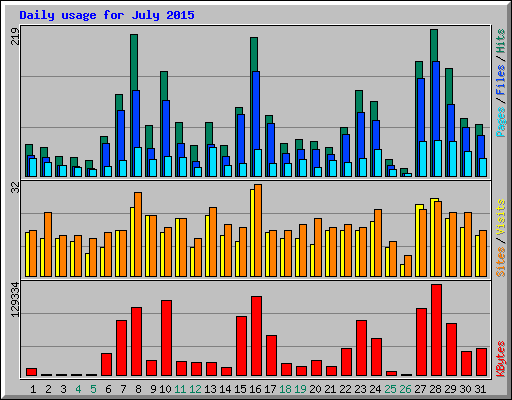 Daily usage for July 2015
219
Pages / Files / Hits
32
Sites / Visits
129334
KBytes
1 2 3 4 5 6 7 8 9 10 11 12 13 14 15 16 17 18 19 20 21 22 23 24 25 26 27 28 29 30 31